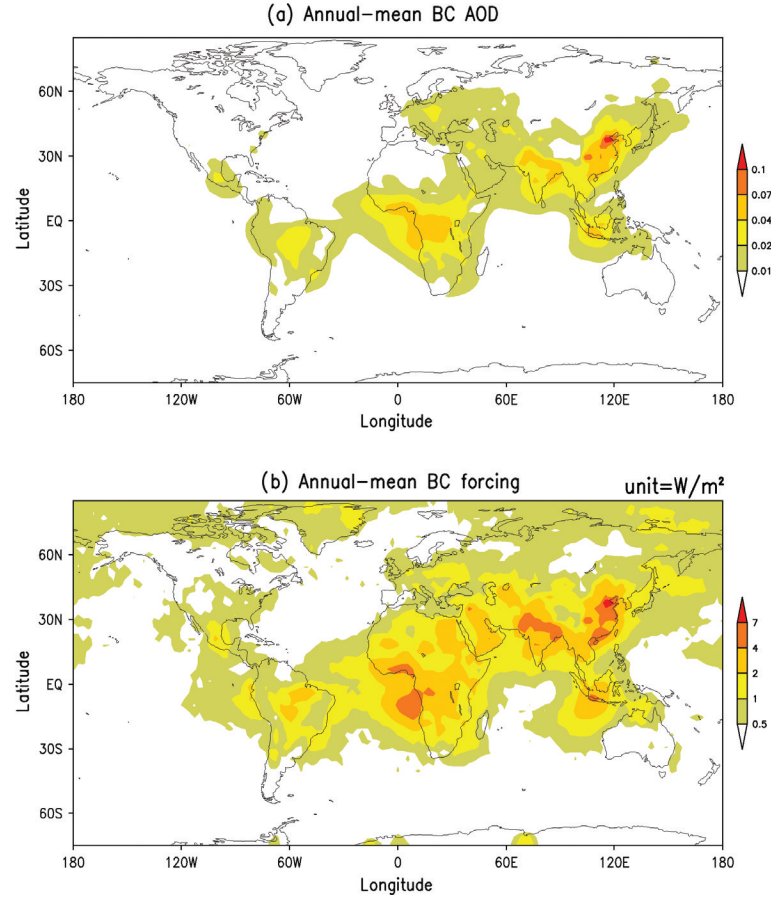 (a) Annual-mean BC AOD
60N
30N
EQ
30S
60S
Latitude
180 120W 60W 0 60E 120E 180
Longitude
0.1
0.07
0.04
0.02
0.01
(b) Annual-mean BC forcing unit=W/m²
60N
30N
EQ
30S
60S
Latitude
180 120W 60W 0 60E 120E 180
Longitude
7
4
2
1
0.5